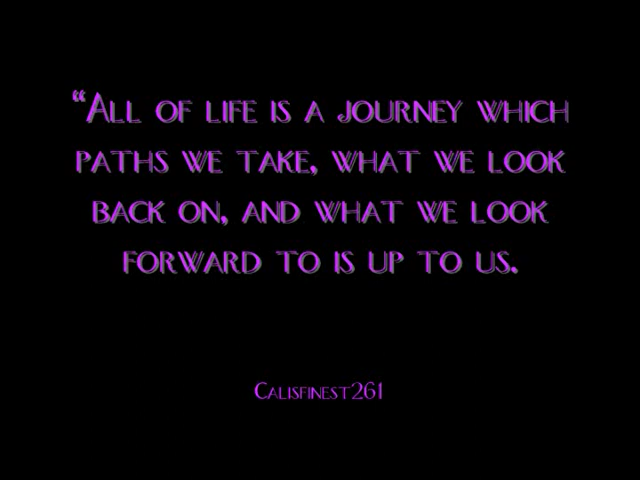 “All of life is a journey which
paths we take, what we look
back on, and what we look
forward to is up to us.
Calisfinest261